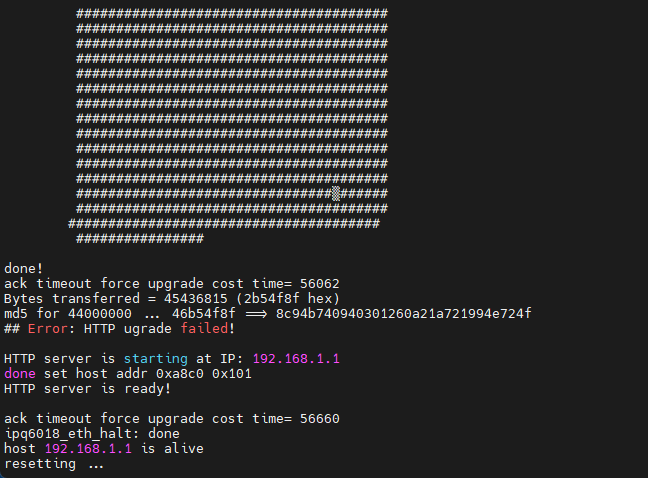 #######################################
#######################################
#######################################
#######################################
#######################################
#######################################
#######################################
#######################################
#######################################
#######################################
#######################################
#######################################
################################▒######
#######################################
#######################################
################
done!
ack timeout force upgrade cost time= 56062
Bytes transferred = 45436815 (2b54f8f hex)
md5 for 44000000 ... 46b54f8f ==> 8c94b740940301260a21a721994e724f
## Error: HTTP ugrade failed!
HTTP server is starting at IP: 192.168.1.1
done set host addr 0xa8c0 0x101
HTTP server is ready!
ack timeout force upgrade cost time= 56660
ipq6018_eth_halt: done
host 192.168.1.1 is alive
resetting ...